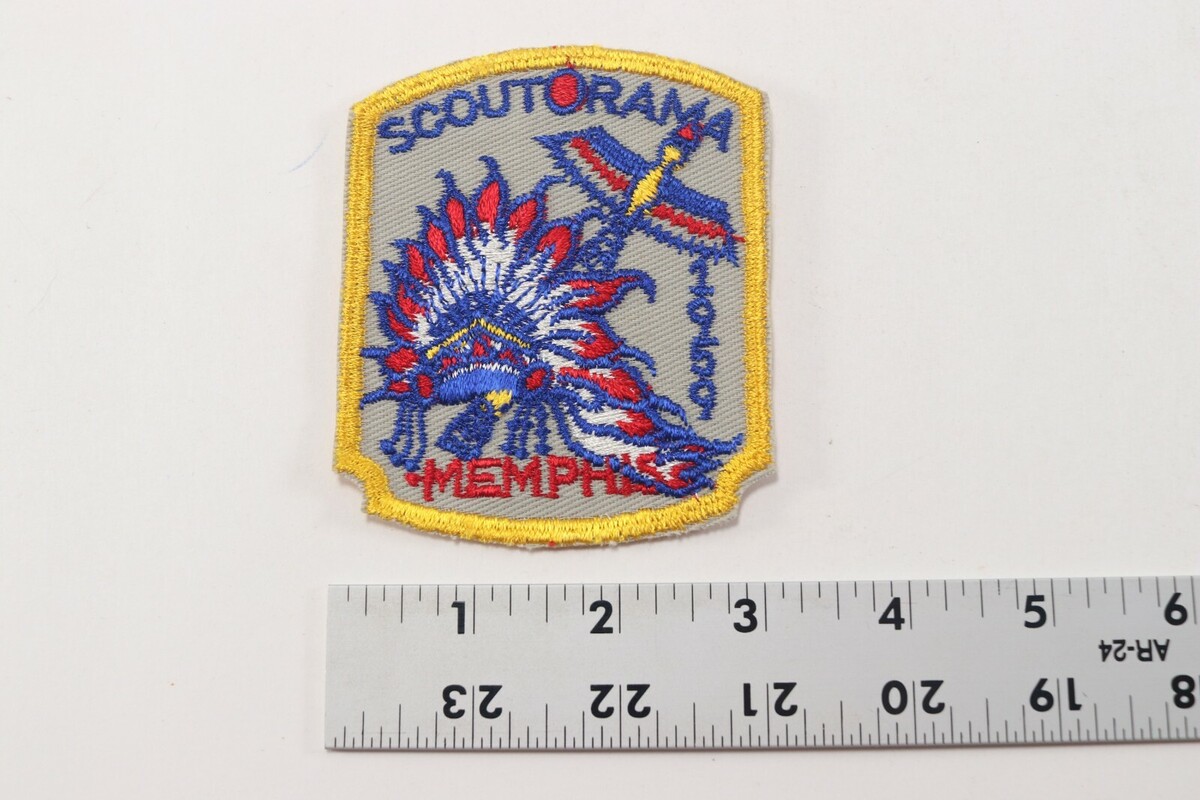 SCOUTORAMA
1959
MEMPHIS
1 2 3 4 5 6
AR-24
23 22 21 20 19 18